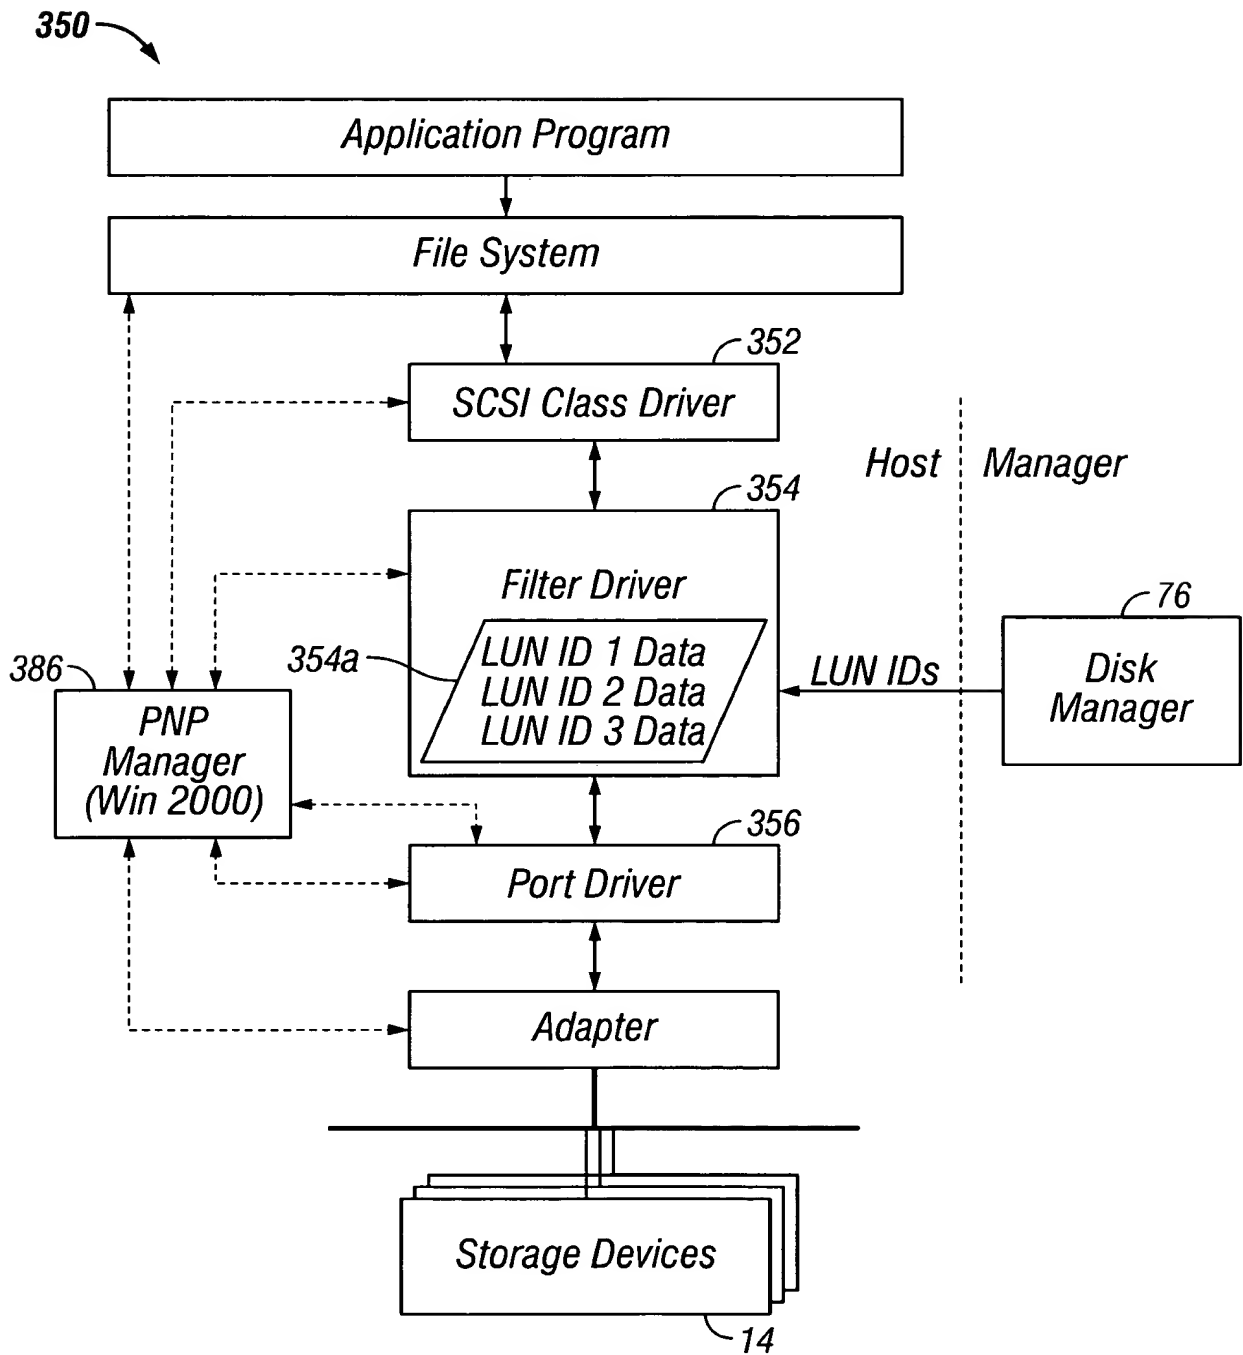 350
Application Program
File System
352
SCSI Class Driver
Host
Manager
354
Filter Driver
76
354a
LUN ID 1 Data
LUN ID 2 Data
LUN ID 3 Data
LUN IDs
Disk
Manager
386
PNP
Manager
(Win 2000)
356
Port Driver
Adapter
Storage Devices
14